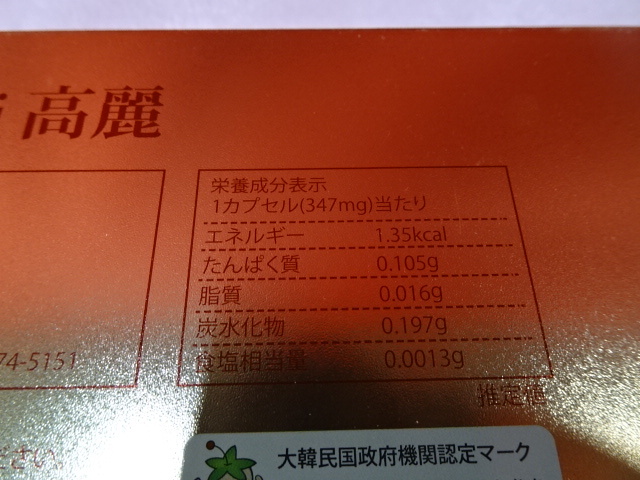 高麗
栄養成分表示
1カプセル(347mg)当たり
エネルギー 1.35kcal
たんぱく質 0.105g
脂質 0.016g
炭水化物 0.197g
食塩相当量 0.0013g
74-5151
推定値
ださい。
大韓民国政府機関認定マーク